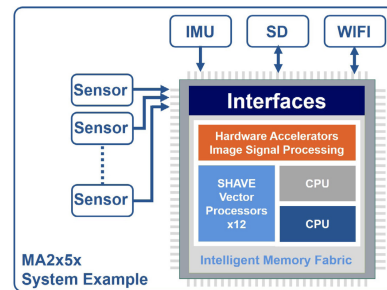 IMU
SD
WIFI
Sensor
Sensor
Sensor
Interfaces
Hardware Accelerators
Image Signal Processing
SHAVE
Vector
Processors
x12
CPU
CPU
Intelligent Memory Fabric
MA2x5x
System Example